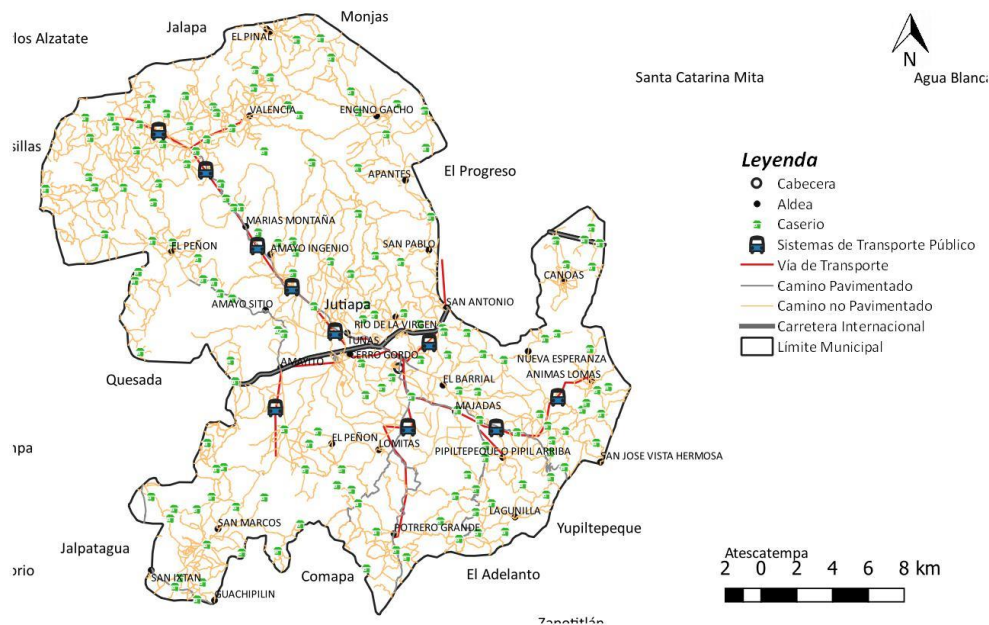 Monjas
Jalapa
los Alzatate
EL PINAL
N
Santa Catarina Mita
Agua Blanca
VALENCIA
ENCINO GACHO
sillas
El Progreso
APANTES
Leyenda
Cabecera
Aldea
Caserio
Sistemas de Transporte Público
Vía de Transporte
Camino Pavimentado
Camino no Pavimentado
Carretera Internacional
Límite Municipal
MARIAS MONTAÑA
EL PEÑON
AMAYO INGENIO
SAN PABLO
CANOAS
AMAYO SITIO
Jutiapa
SAN ANTONIO
RIO DE LA VIRGEN
TUNAS
AMAYITO
CERRO GORDO
NUEVA ESPERANZA
Quesada
ANIMAS LOMAS
EL BARRIAL
MAJADAS
EL PEÑON
LOMITAS
PIPILTEPEQUE O PIPIL ARRIBA
npa
SAN JOSE VISTA HERMOSA
LAGUNILLA
SAN MARCOS
POTRERO GRANDE
Yupiltepeque
Jalpatagua
Atescatempa
orio
SAN IXTAN
Comapa
El Adelanto
2 0 2 4 6 8 km
GUACHIPILIN
Zapotitlán